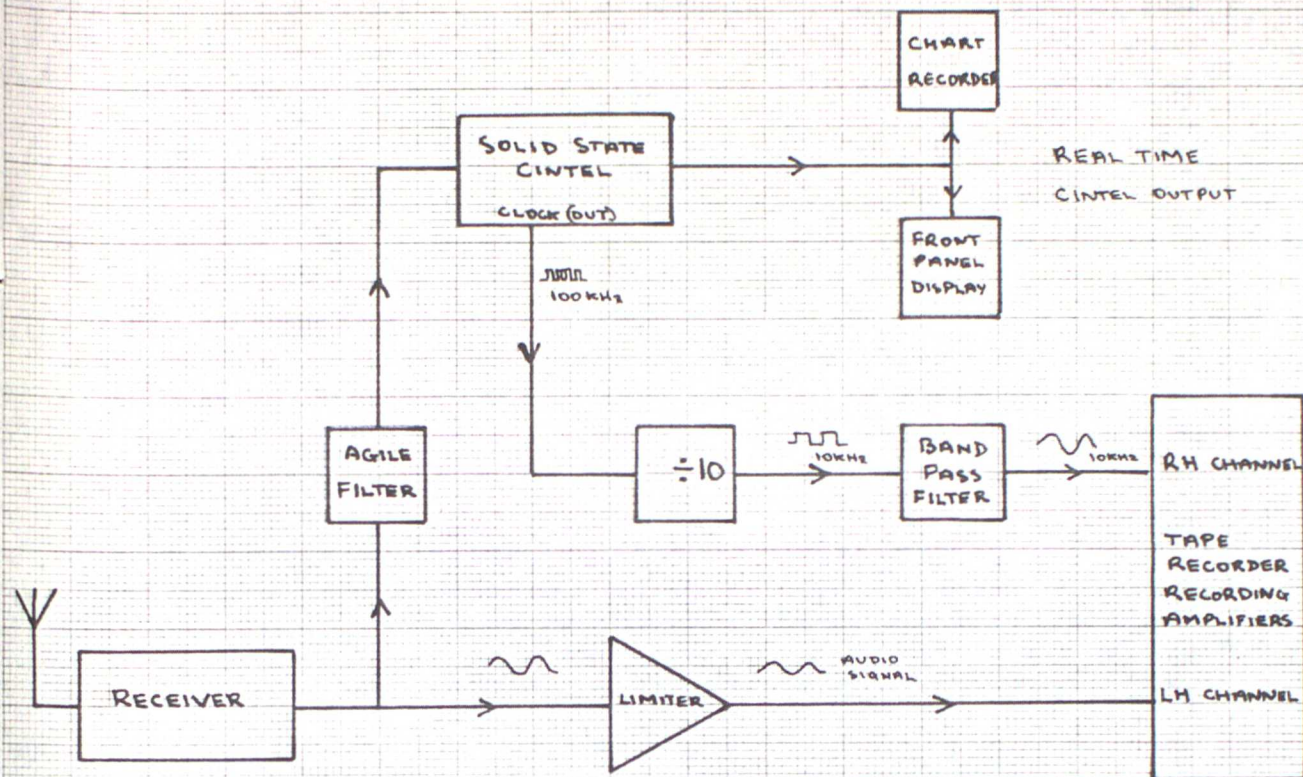 CHART
RECORDER
SOLID STATE
CINTEL
CLOCK (OUT)
REAL TIME
CINTEL OUTPUT
FRONT
PANEL
DISPLAY
100KHz
AGILE
FILTER
÷10
10KHz
BAND
PASS
FILTER
10KHz
RH CHANNEL
TAPE
RECORDER
RECORDING
AMPLIFIERS
RECEIVER
LIMITER
AUDIO
SIGNAL
LH CHANNEL